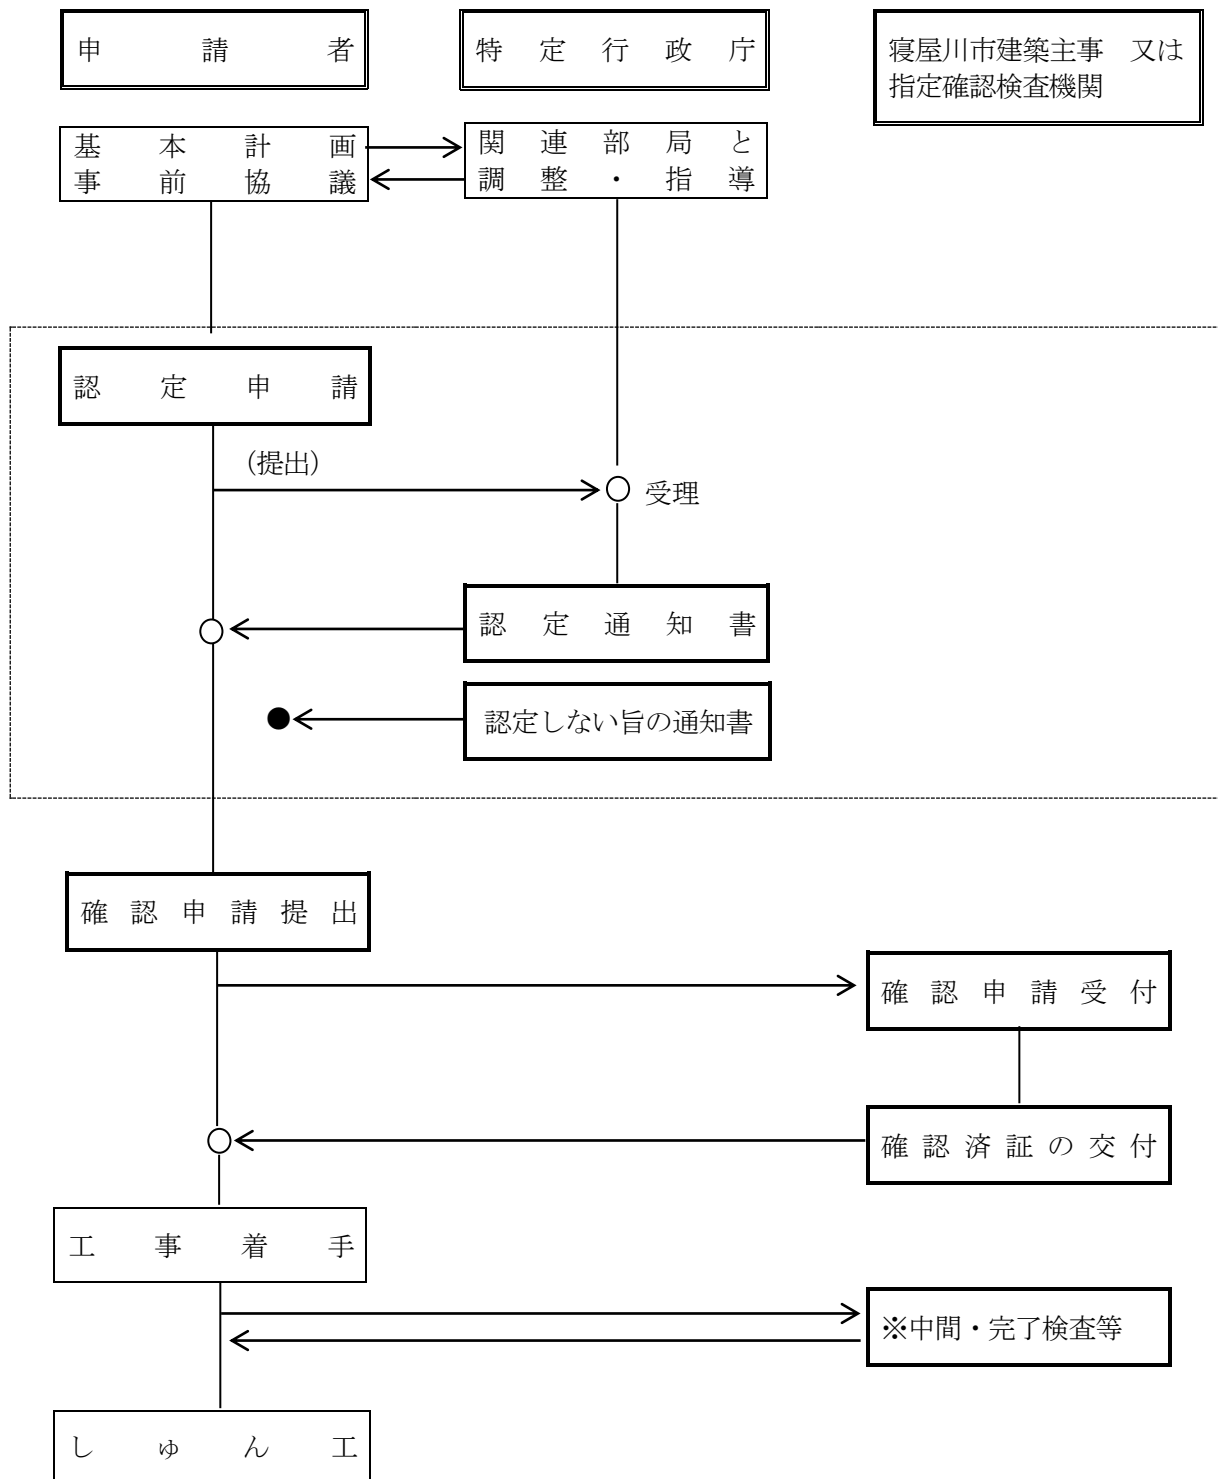 申請者
特定行政庁
寝屋川市建築主事　又は
指定確認検査機関
基本計画
事前協議
関連部局と
調整・指導
認定申請
（提出）
受理
認定通知書
認定しない旨の通知書
確認申請提出
確認申請受付
確認済証の交付
工事着手
※中間・完了検査等
しゅん工